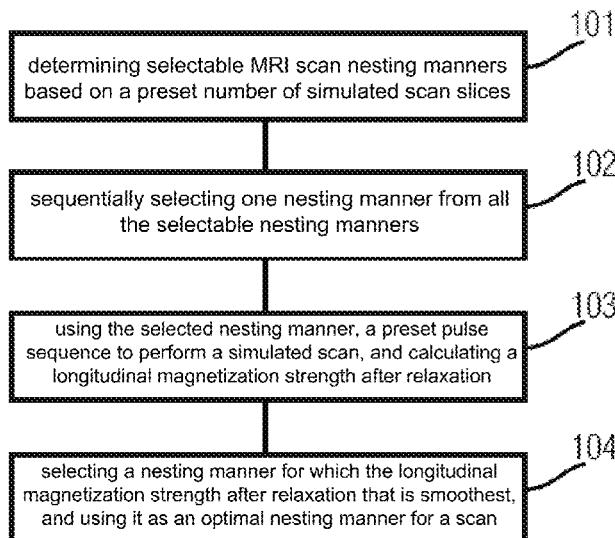 101
determining selectable MRI scan nesting manners
based on a preset number of simulated scan slices
102
sequentially selecting one nesting manner from all
the selectable nesting manners
103
using the selected nesting manner, a preset pulse
sequence to perform a simulated scan, and calculating a
longitudinal magnetization strength after relaxation
104
selecting a nesting manner for which the longitudinal
magnetization strength after relaxation that is smoothest,
and using it as an optimal nesting manner for a scan